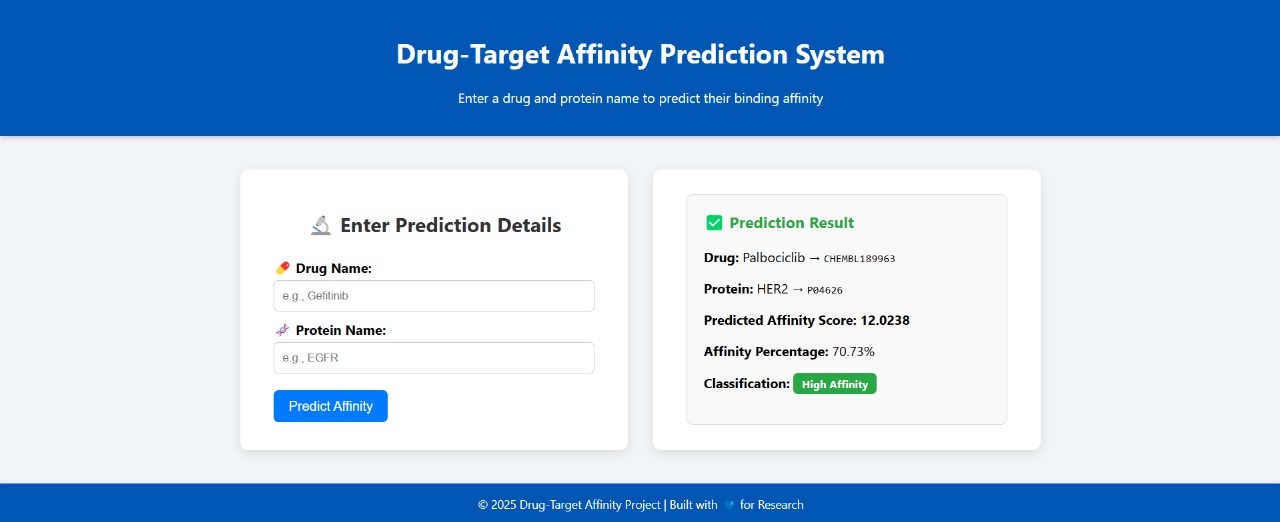 Drug-Target Affinity Prediction System
Enter a drug and protein name to predict their binding affinity
Enter Prediction Details
Drug Name:
e.g., Gefitinib
Protein Name:
e.g., EGFR
Predict Affinity
Prediction Result
Drug: Palbociclib → CHEMBL189963
Protein: HER2 → P04626
Predicted Affinity Score: 12.0238
Affinity Percentage: 70.73%
Classification: High Affinity
© 2025 Drug-Target Affinity Project | Built with 💙 for Research